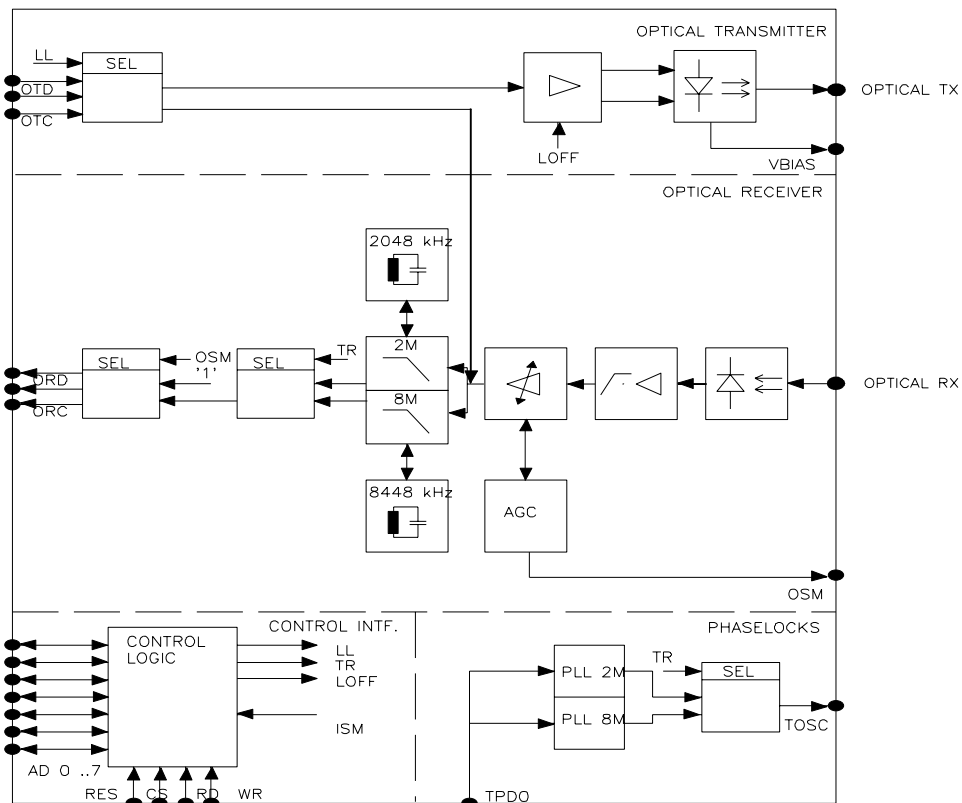 OPTICAL TRANSMITTER
LL
SEL
OTD
OTC
OPTICAL TX
LOFF
VBIAS
OPTICAL RECEIVER
2048 kHz
2M
TR
SEL
OSM
'1'
SEL
ORD
ORC
8M
OPTICAL RX
8448 kHz
AGC
OSM
CONTROL INTF.
CONTROL
LOGIC
LL
TR
LOFF
ISM
AD 0 ..7
RES CS RD WR
PHASELOCKS
PLL 2M
TR
SEL
PLL 8M
TOSC
TPDO